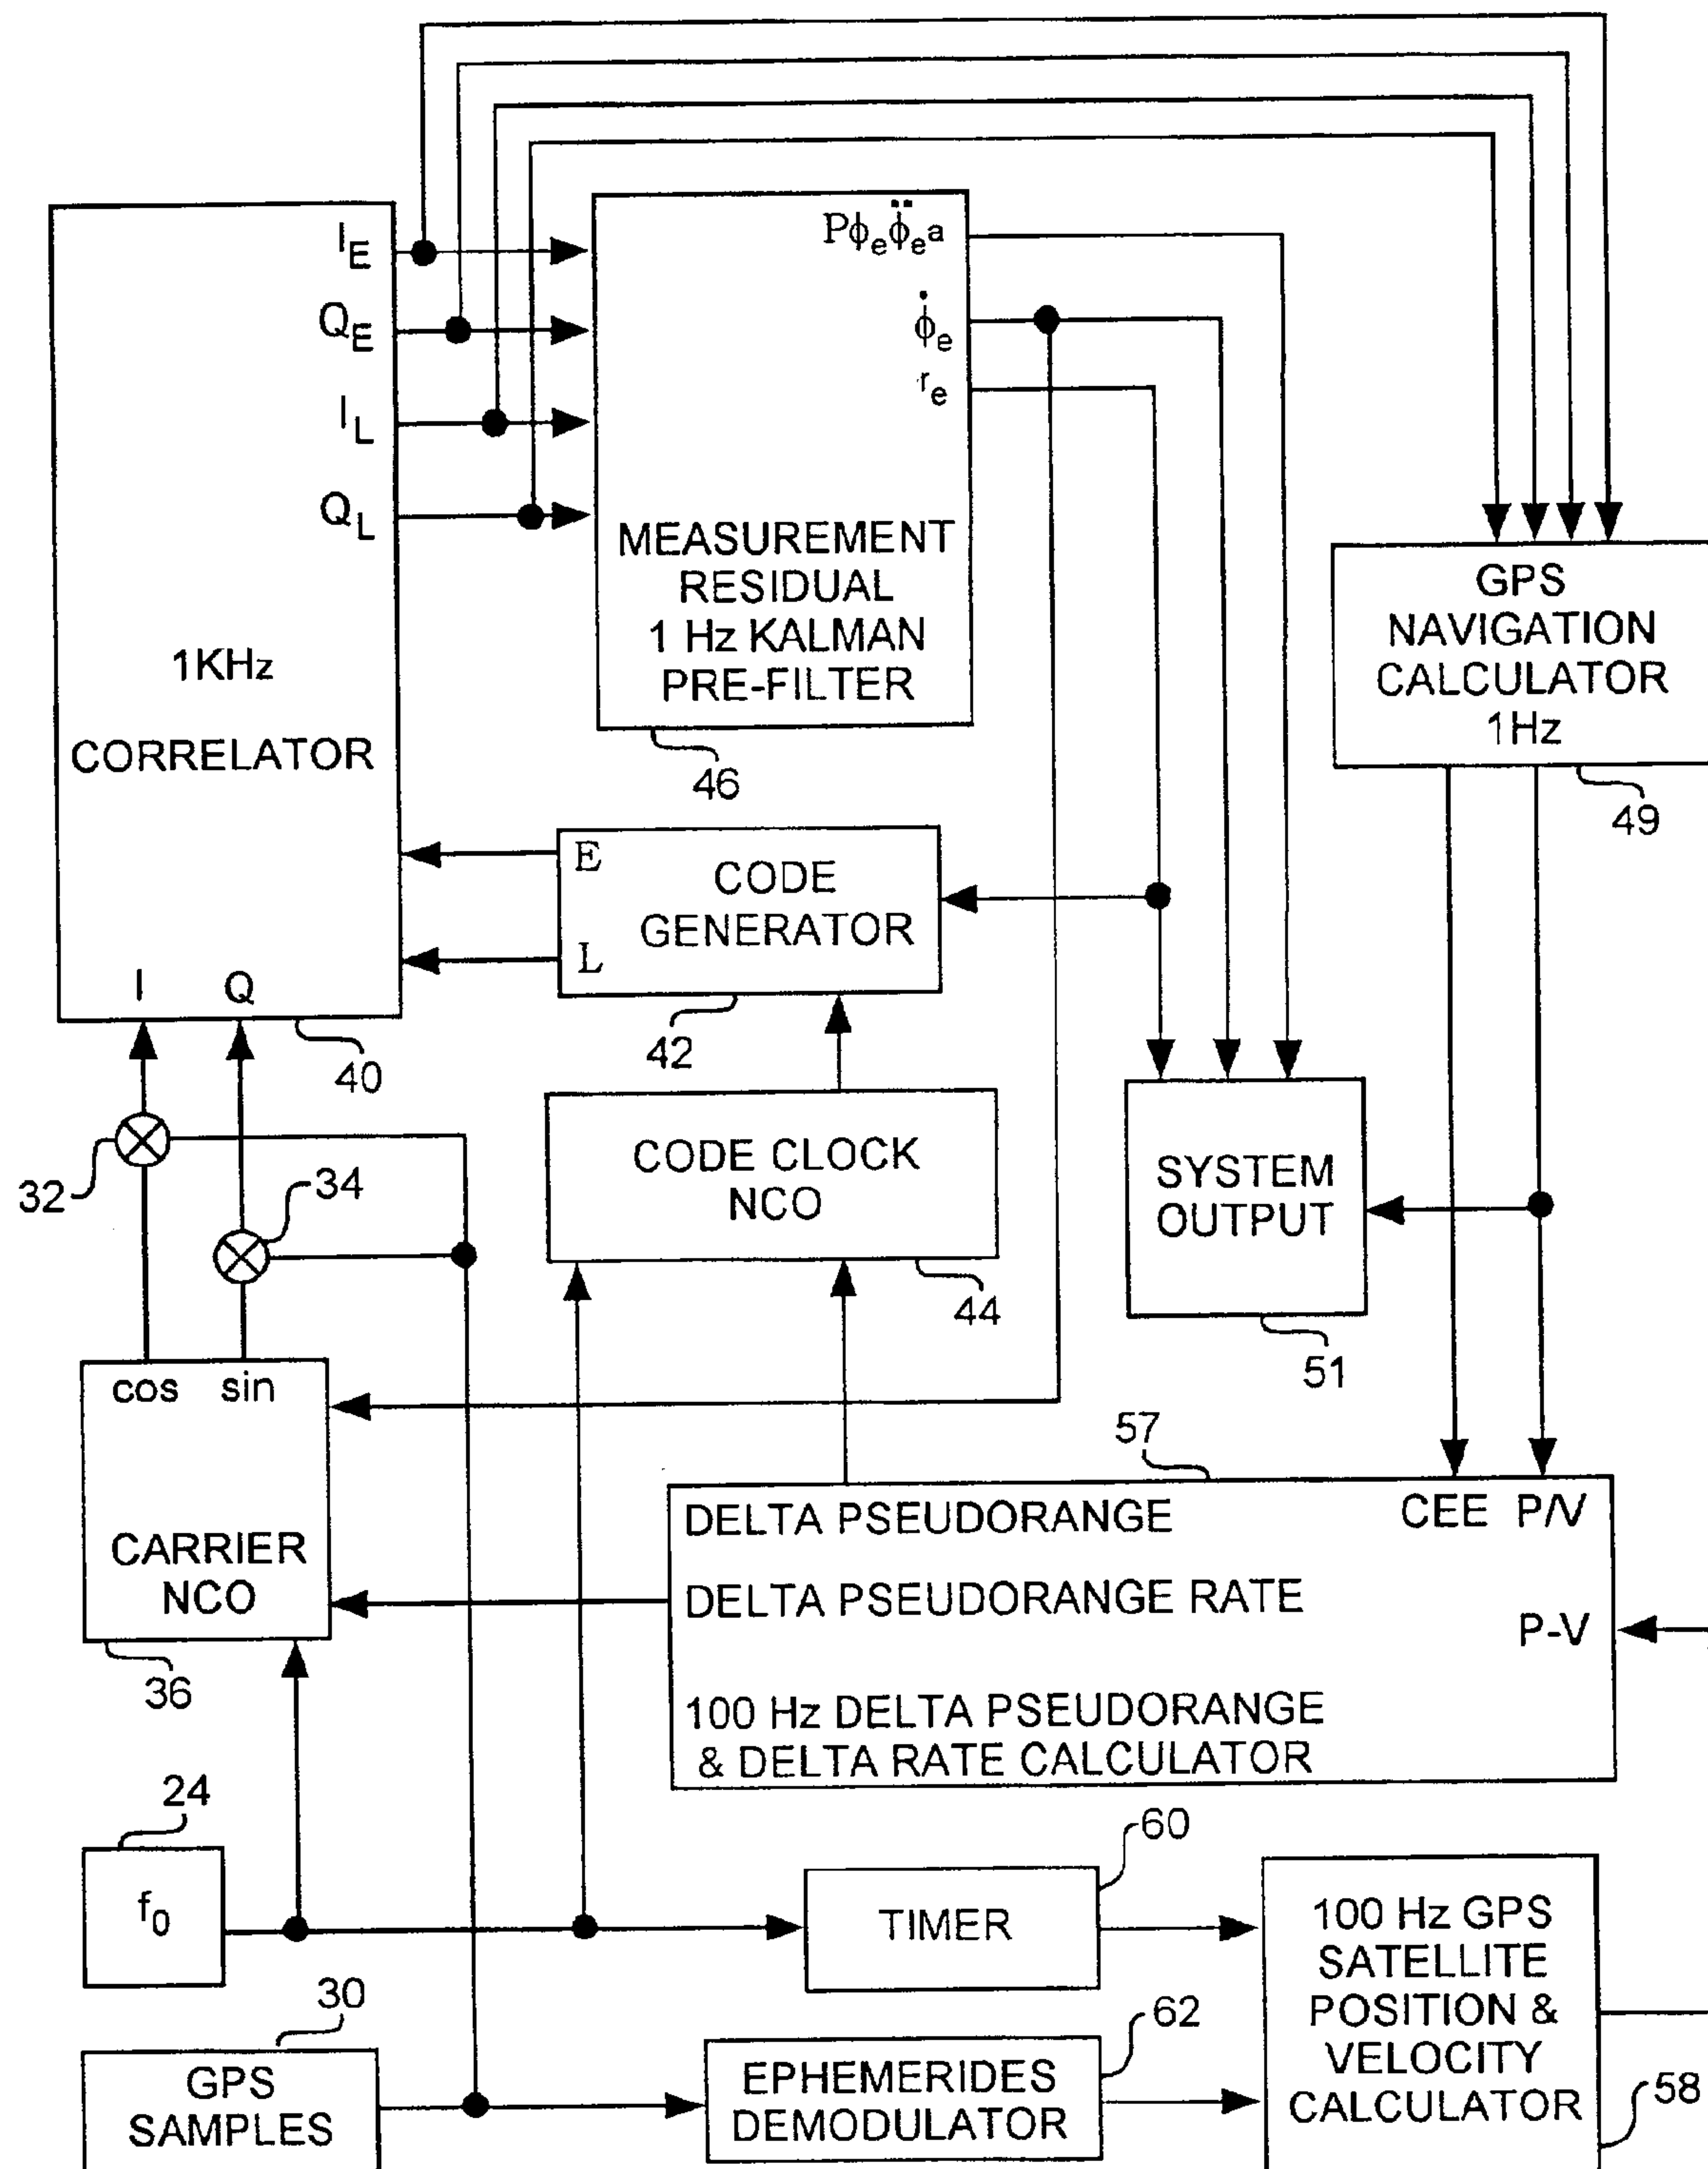 I_E
Q_E
I_L
Q_L
1KHz
CORRELATOR
I Q
40
Pϕ_eϕ̈_ea
ϕ̇_e
r_e
MEASUREMENT
RESIDUAL
1 Hz KALMAN
PRE-FILTER
46
GPS
NAVIGATION
CALCULATOR
1Hz
49
E
L
CODE
GENERATOR
42
32
34
CODE CLOCK
NCO
44
SYSTEM
OUTPUT
51
cos sin
CARRIER
NCO
36
57
DELTA PSEUDORANGE
CEE P/V
DELTA PSEUDORANGE RATE
P-V
100 Hz DELTA PSEUDORANGE
& DELTA RATE CALCULATOR
24
f_0
60
TIMER
30
GPS
SAMPLES
62
EPHEMERIDES
DEMODULATOR
100 Hz GPS
SATELLITE
POSITION &
VELOCITY
CALCULATOR
58